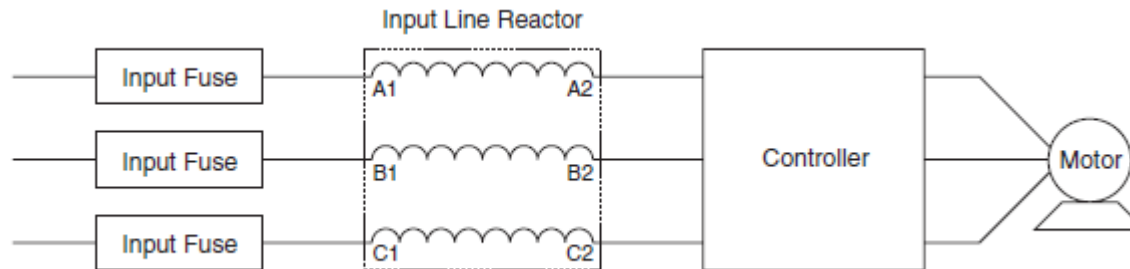 Input Line Reactor
Input Fuse
A1
A2
Input Fuse
B1
B2
Controller
Motor
Input Fuse
C1
C2